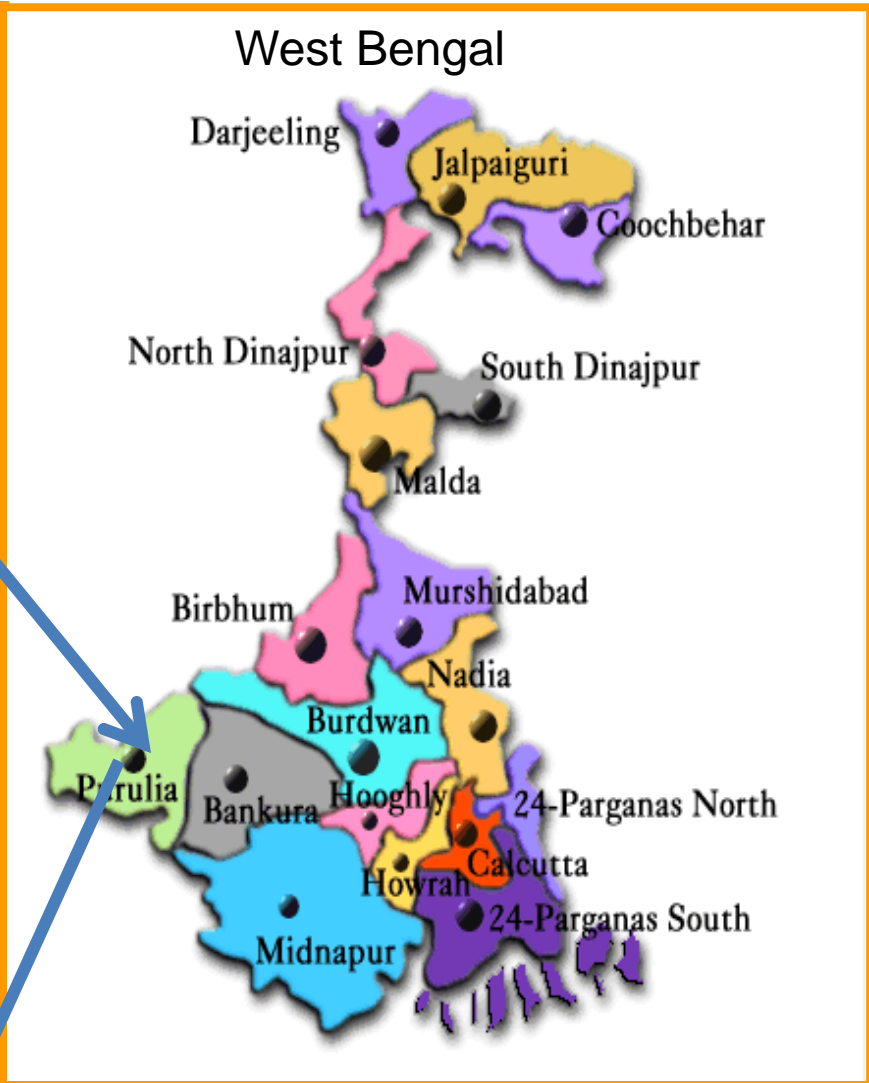 West Bengal
Darjeeling
Jalpaiguri
Coochbehar
North Dinajpur
South Dinajpur
Malda
Murshidabad
Birbhum
Nadia
Burdwan
Purulia
Bankura
Hooghly
24-Parganas North
Calcutta
Howrah
24-Parganas South
Midnapur